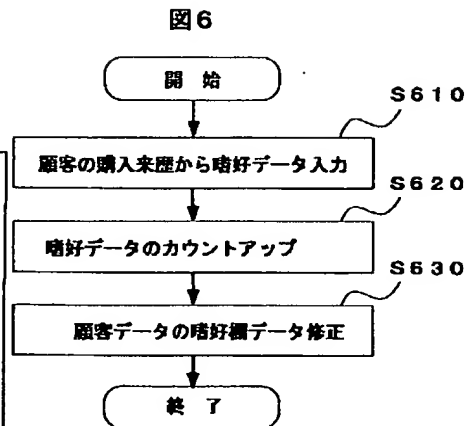 図6
開 始
S610
顧客の購入来歴から嗜好データ入力
S620
嗜好データのカウントアップ
S630
顧客データの嗜好欄データ修正
終 了